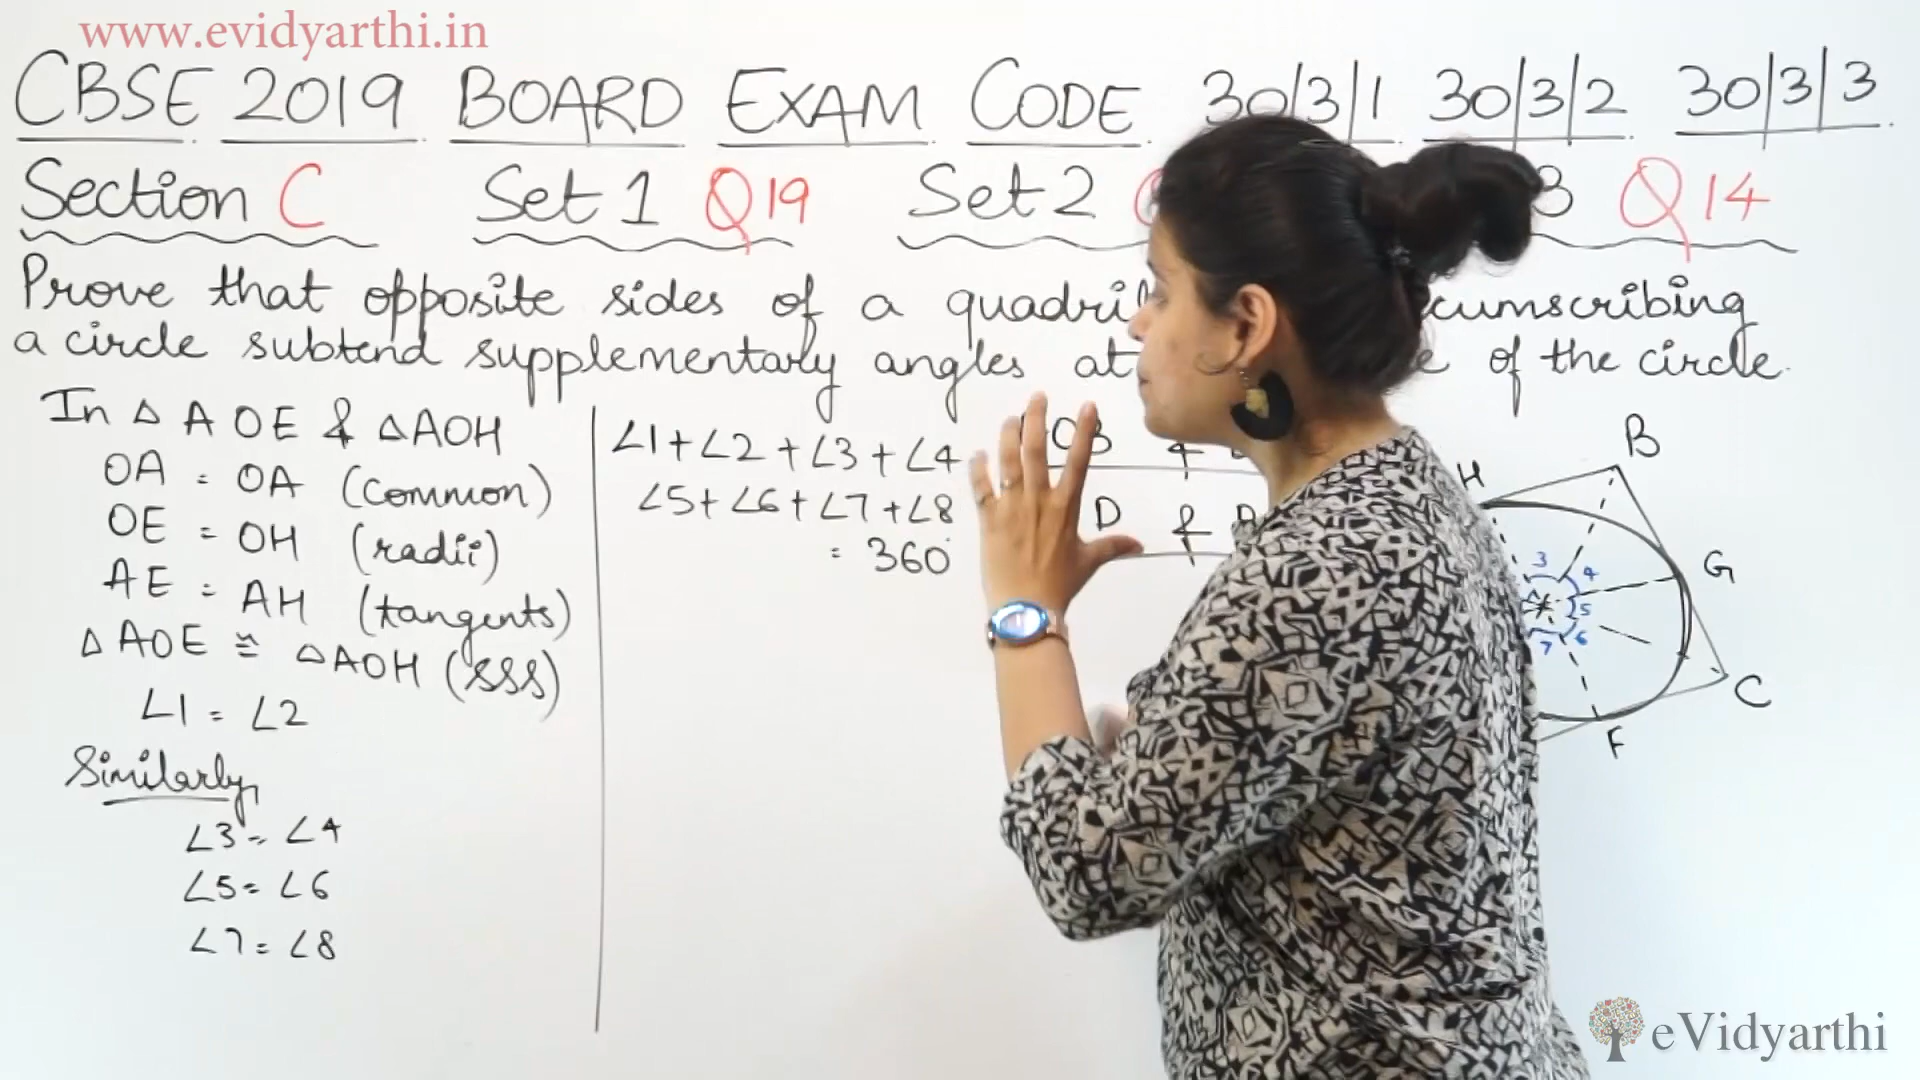 www.evidyarthi.in
CBSE 2019 BOARD EXAM CODE 30/3/1 30/3/2 30/3/3
Section C Set 1 Q19 Set 2 3 Q14
Prove that opposite sides of a quadril cumscribing
a circle subtend supplementary angles at e of the circle.
In △ AOE & △AOH
OA = OA (common)
OE = OH (radii)
AE = AH (tangents)
△AOE ≅ △AOH (SSS)
∠1 = ∠2
Similarly,
∠3 = ∠4
∠5 = ∠6
∠7 = ∠8
∠1+∠2+∠3+∠4
∠5+∠6+∠7+∠8
= 360°
OB &
D &
B
H
G
C
F
3
4
5
6
7
eVidyarthi